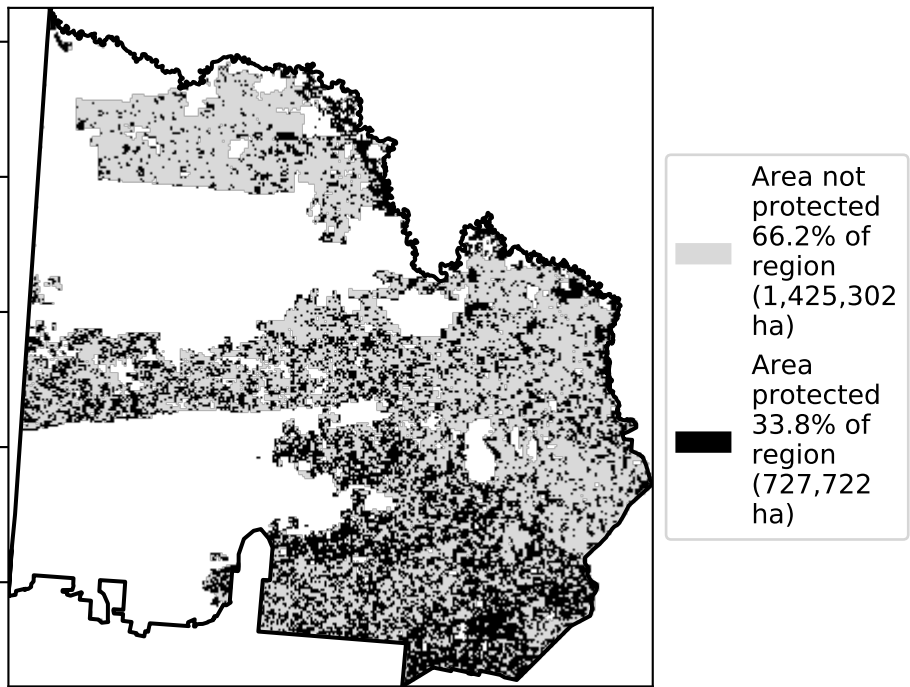 Area not
protected
66.2% of
region
(1,425,302
ha)
Area
protected
33.8% of
region
(727,722
ha)